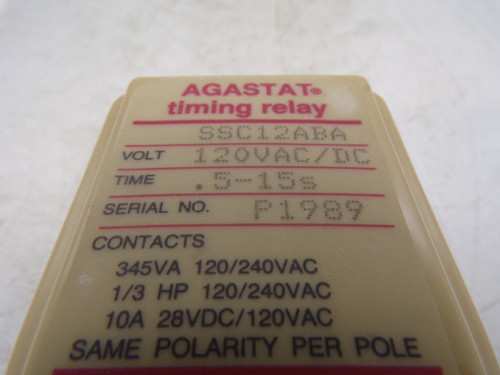 AGASTAT®
timing relay
SSC12ABA
VOLT 120VAC/DC
TIME .5-15s
SERIAL NO. P1989
CONTACTS
345VA 120/240VAC
1/3 HP 120/240VAC
10A 28VDC/120VAC
SAME POLARITY PER POLE